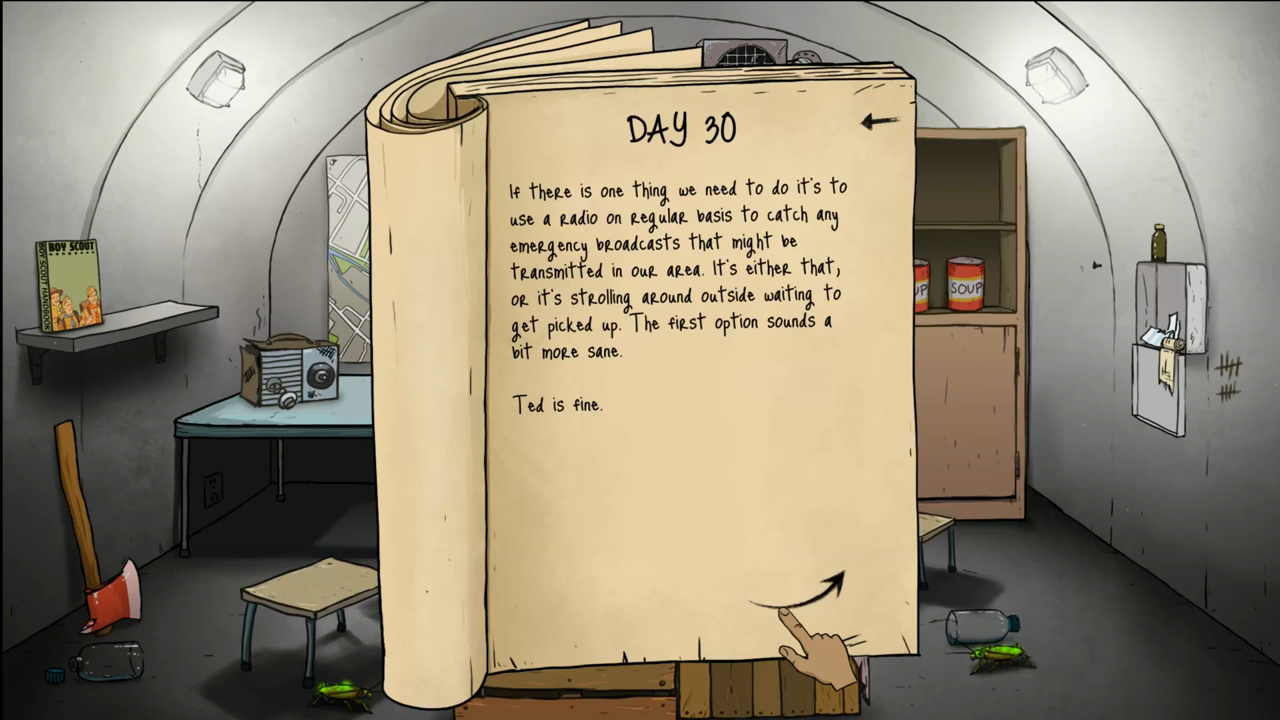 DAY 30
If there is one thing we need to do it's to
use a radio on regular basis to catch any
emergency broadcasts that might be
transmitted in our area. It's either that,
or it's strolling around outside waiting to
get picked up. The first option sounds a
bit more sane.
Ted is fine.
BOY SCOUT
BOY SCOUT HANDBOOK
UP
SOUP